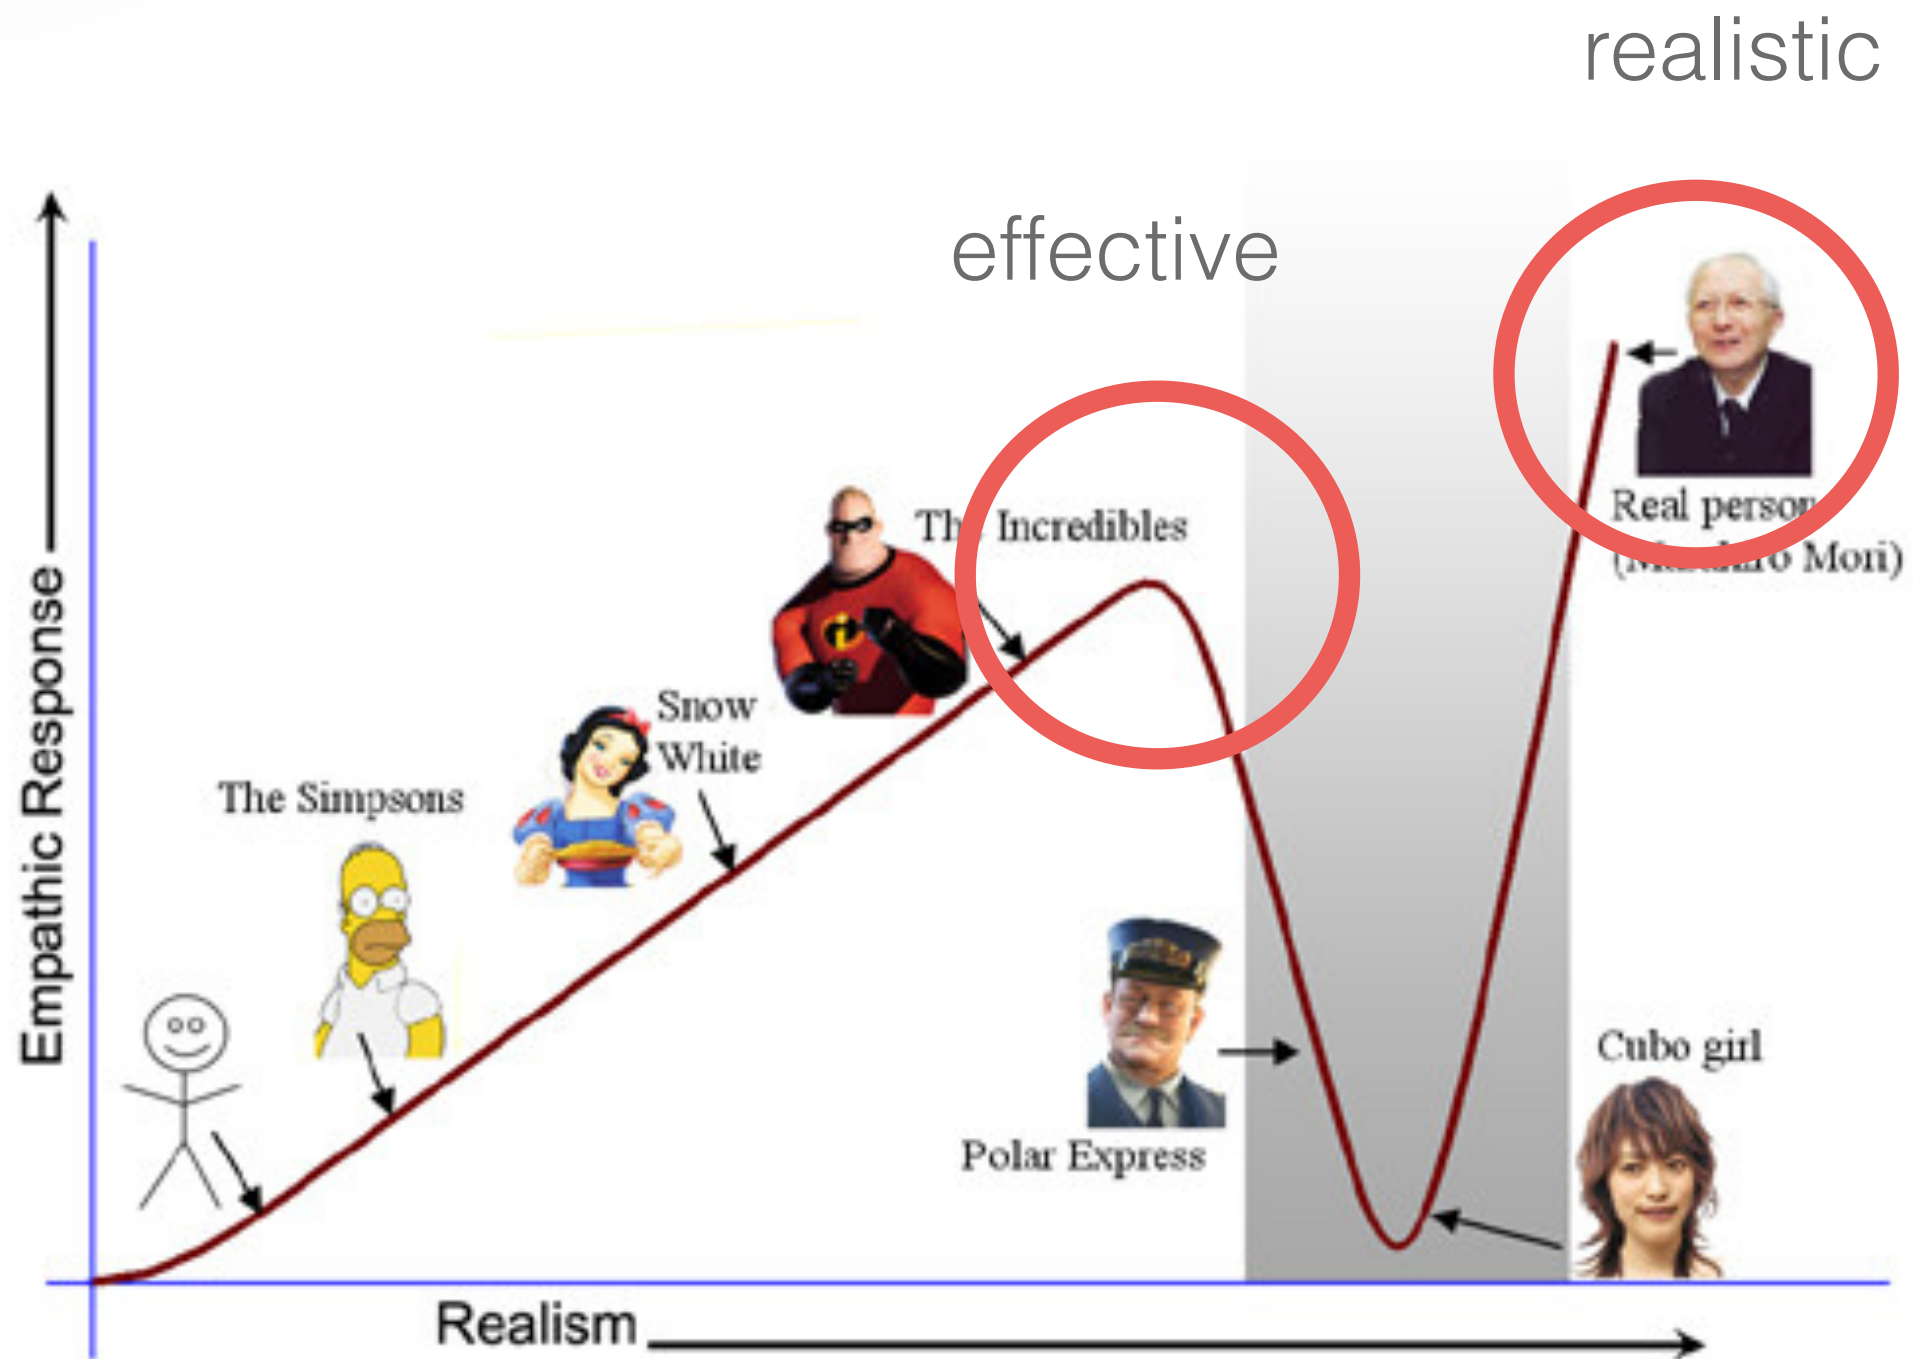 realistic
effective
The Incredibles
Real person
Mori)
Snow
White
The Simpsons
Empathic Response
Cubo girl
Polar Express
Realism